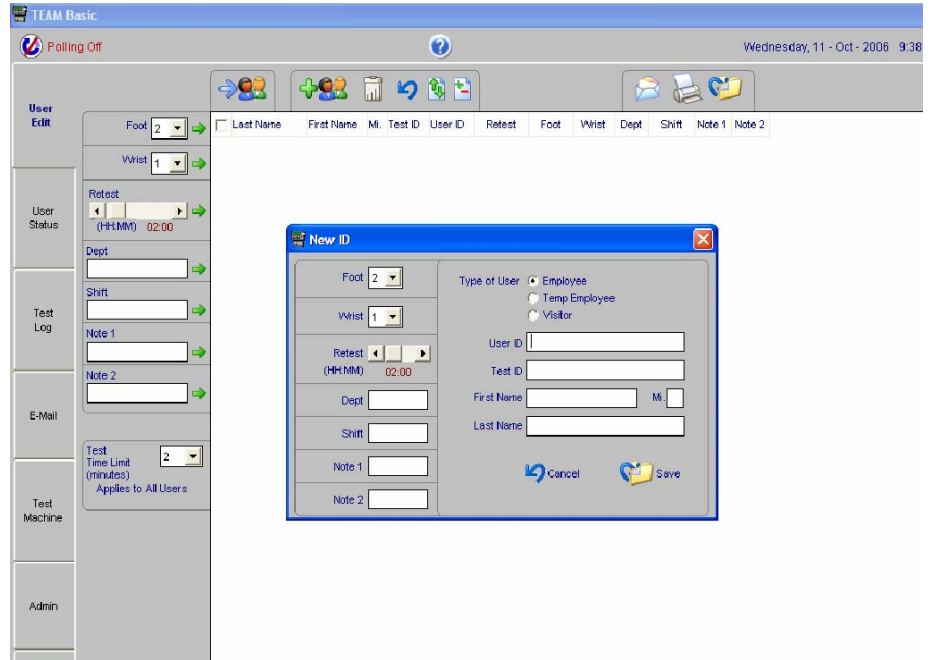 TEAM Basic
Polling Off
Wednesday, 11 - Oct - 2006 9:38
User
Edit
User
Status
Test
Log
E-Mail
Test
Machine
Admin
Foot 2
Wrist 1
Retest
(HH:MM) 02:00
Dept
Shift
Note 1
Note 2
Test
Time Limit 2
(minutes)
Applies to All Users
Last Name First Name Mi. Test ID User ID Retest Foot Wrist Dept Shift Note 1 Note 2
New ID
Foot 2
Wrist 1
Retest
(HH:MM) 02:00
Dept
Shift
Note 1
Note 2
Type of User Employee
Temp Employee
Visitor
User ID
Test ID
First Name Mi.
Last Name
Cancel Save